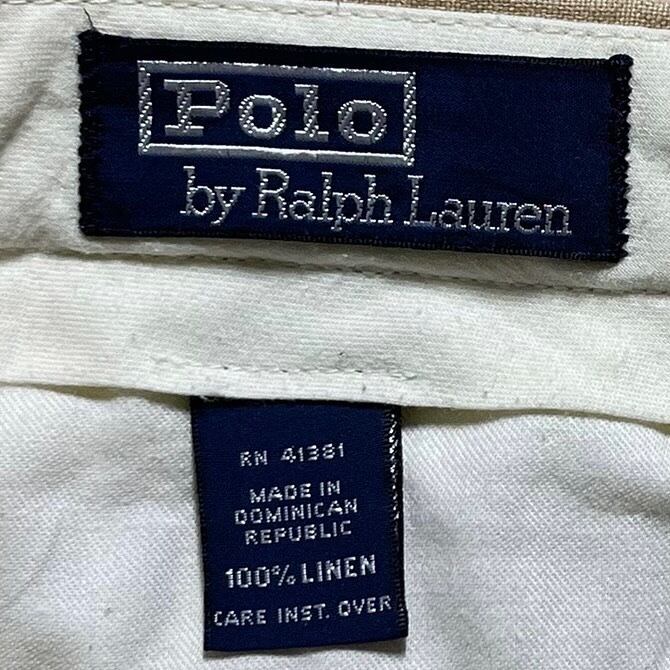 Polo
by Ralph Lauren
RN 41381
MADE IN
DOMINICAN
REPUBLIC
100% LINEN
CARE INST. OVER